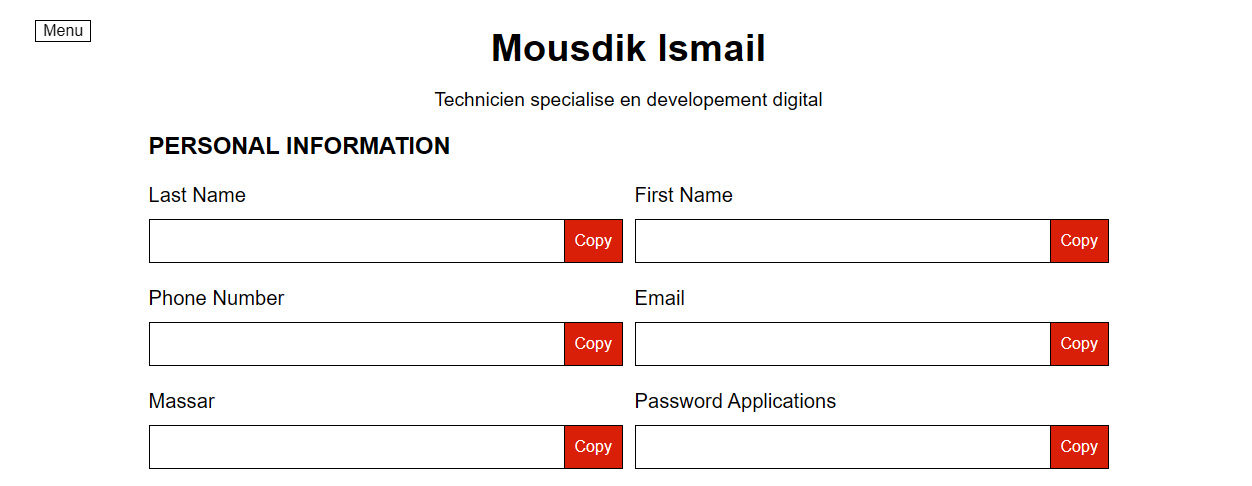 Menu
Mousdik Ismail
Technicien specialise en developement digital
PERSONAL INFORMATION
Last Name
First Name
Copy
Copy
Phone Number
Email
Copy
Copy
Massar
Password Applications
Copy
Copy